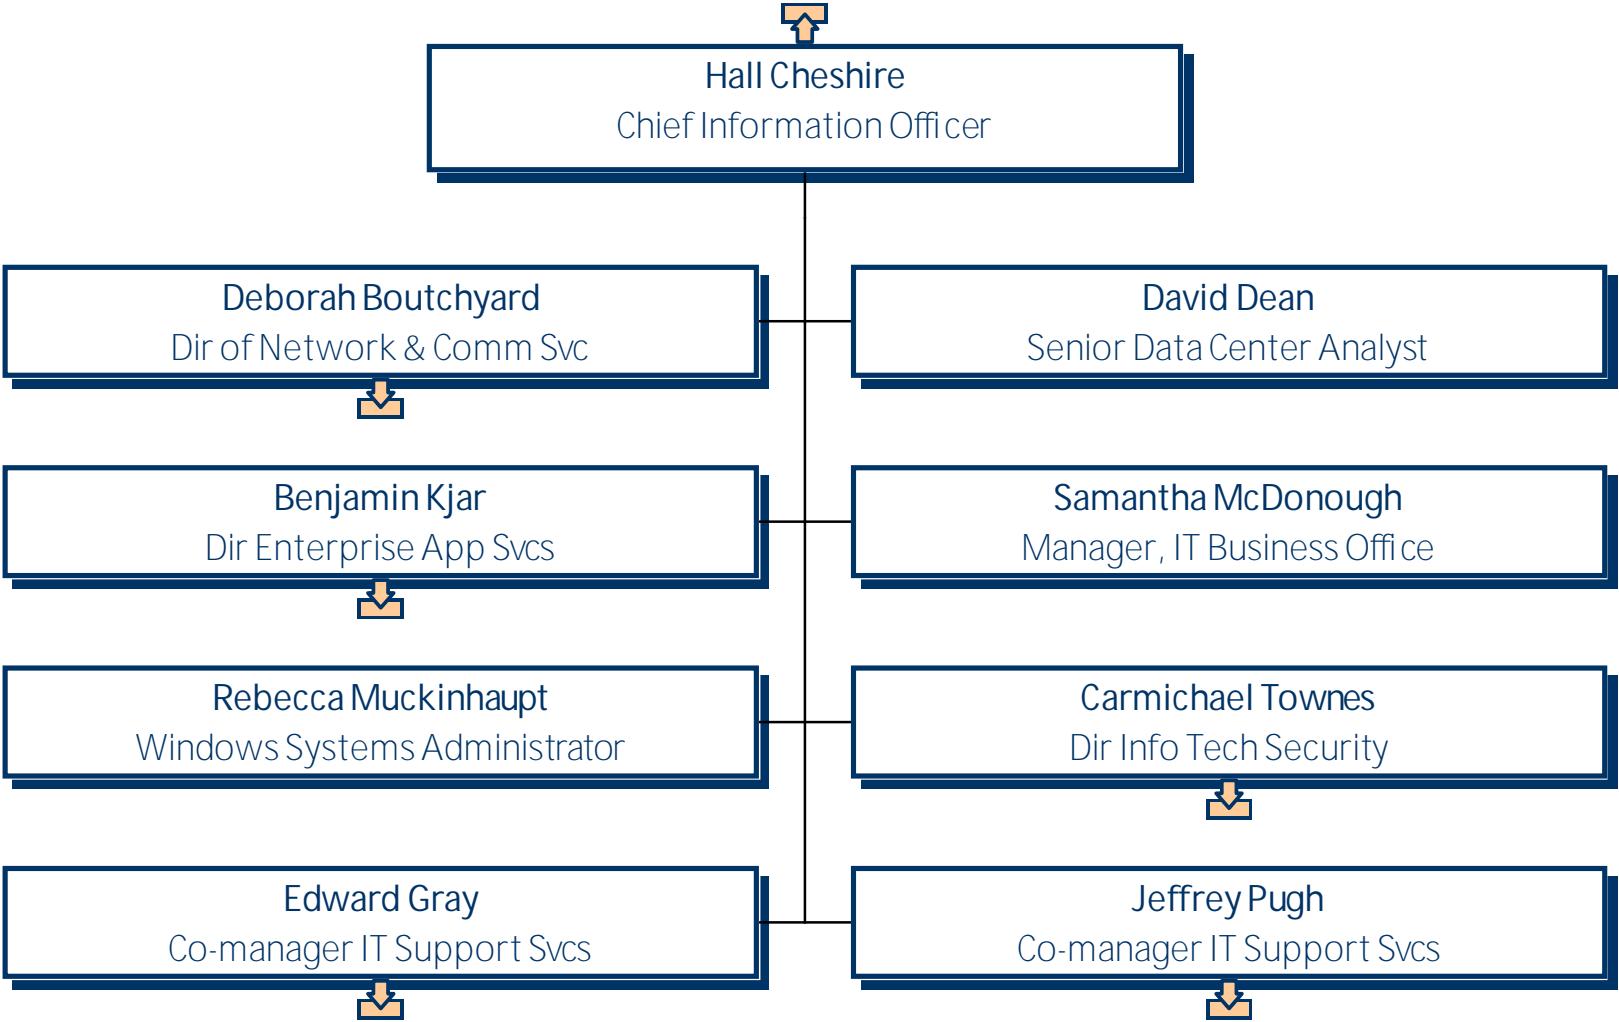 Hall Cheshire
Chief Information Officer
Deborah Boutchyard
Dir of Network & Comm Svc
David Dean
Senior Data Center Analyst
Benjamin Kjar
Dir Enterprise App Svcs
Samantha McDonough
Manager, IT Business Office
Rebecca Muckinhaupt
Windows Systems Administrator
Carmichael Townes
Dir Info Tech Security
Edward Gray
Co-manager IT Support Svcs
Jeffrey Pugh
Co-manager IT Support Svcs